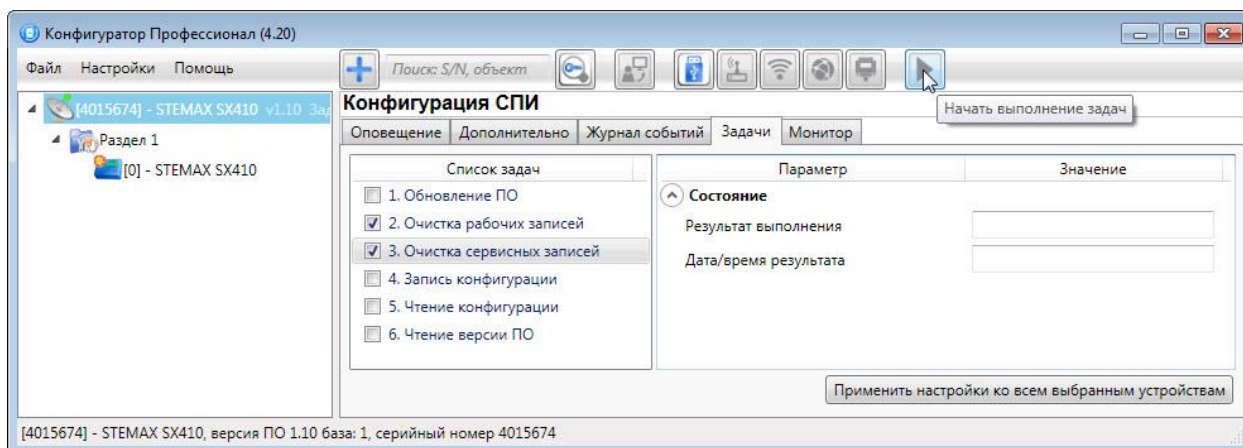 Конфигуратор Профессионал (4.20)
Файл Настройки Помощь
Поиск: S/N, объект
Начать выполнение задач
[4015674] - STEMAX SX410 v1.10 Зад
Раздел 1
[0] - STEMAX SX410
Конфигурация СПИ
Оповещение Дополнительно Журнал событий Задачи Монитор
Список задач
1. Обновление ПО
2. Очистка рабочих записей
3. Очистка сервисных записей
4. Запись конфигурации
5. Чтение конфигурации
6. Чтение версии ПО
Параметр Значение
Состояние
Результат выполнения
Дата/время результата
Применить настройки ко всем выбранным устройствам
[4015674] - STEMAX SX410, версия ПО 1.10 база: 1, серийный номер 4015674